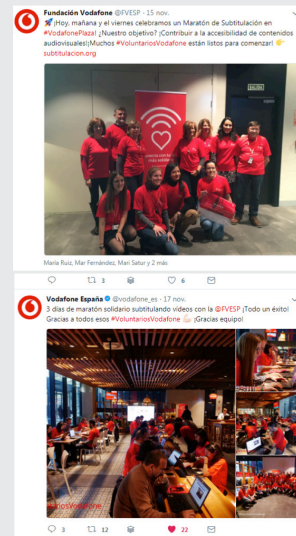 Fundación Vodafone @FVESP · 15 nov.
🚀¡Hoy, mañana y el viernes celebramos un Maratón de Subtitulación en
#VodafonePlaza! ¿Nuestro objetivo? ¡Contribuir a la accesibilidad de contenidos
audiovisuales!¡Muchos #VoluntariosVodafone están listos para comenzar! 👉
subtitulacion.org
SALIDA
María Ruiz, Mar Fernández, Mari Satur y 2 más
3
6
Vodafone España @vodafone_es · 17 nov.
3 días de maratón solidario subtitulando vídeos con la @FVESP ¡Todo un éxito!
Gracias a todos esos #VoluntariosVodafone 💪🏻 ¡Gracias equipo!
3
12
22